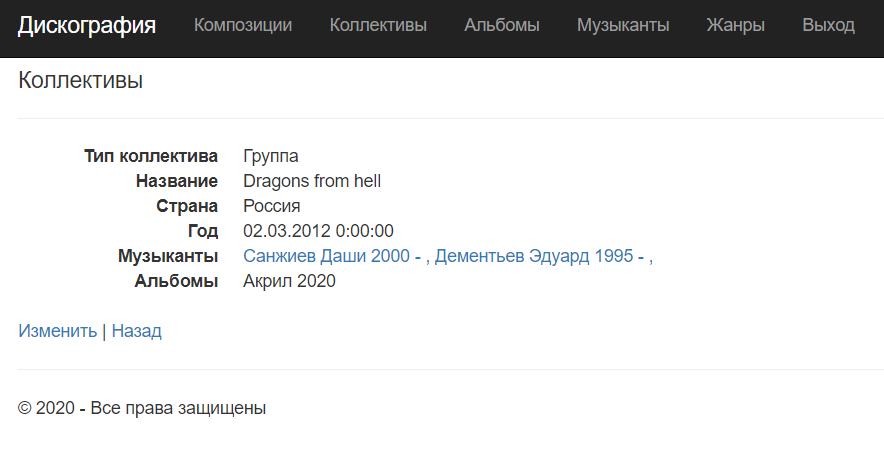 Дискография Композиции Коллективы Альбомы Музыканты Жанры Выход
Коллективы
Тип коллектива Группа
Название Dragons from hell
Страна Россия
Год 02.03.2012 0:00:00
Музыканты Санжиев Даши 2000 - , Дементьев Эдуард 1995 - ,
Альбомы Акрил 2020
Изменить | Назад
© 2020 - Все права защищены